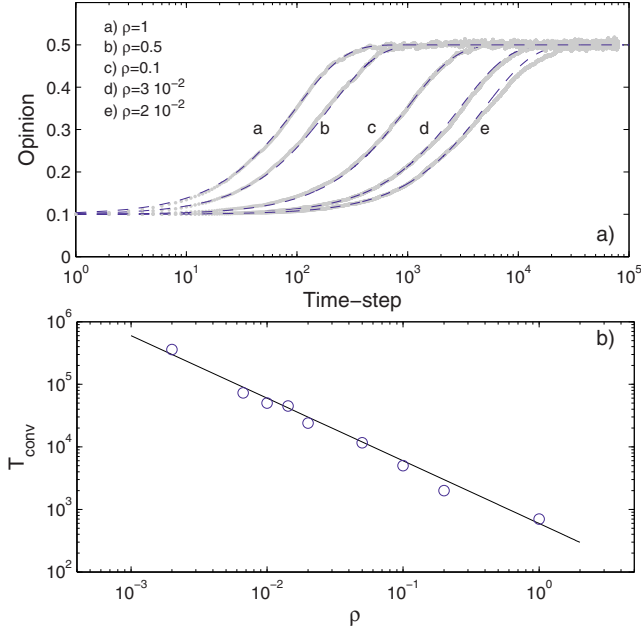 a) ρ=1
b) ρ=0.5
c) ρ=0.1
d) ρ=3 10⁻²
e) ρ=2 10⁻²
Opinion
0.5
0.4
0.3
0.2
0.1
0
a
b
c
d
e
a)
10⁰
10¹
10²
10³
10⁴
10⁵
Time−step
b)
T_conv
10⁶
10⁵
10⁴
10³
10²
10⁻³
10⁻²
10⁻¹
10⁰
ρ